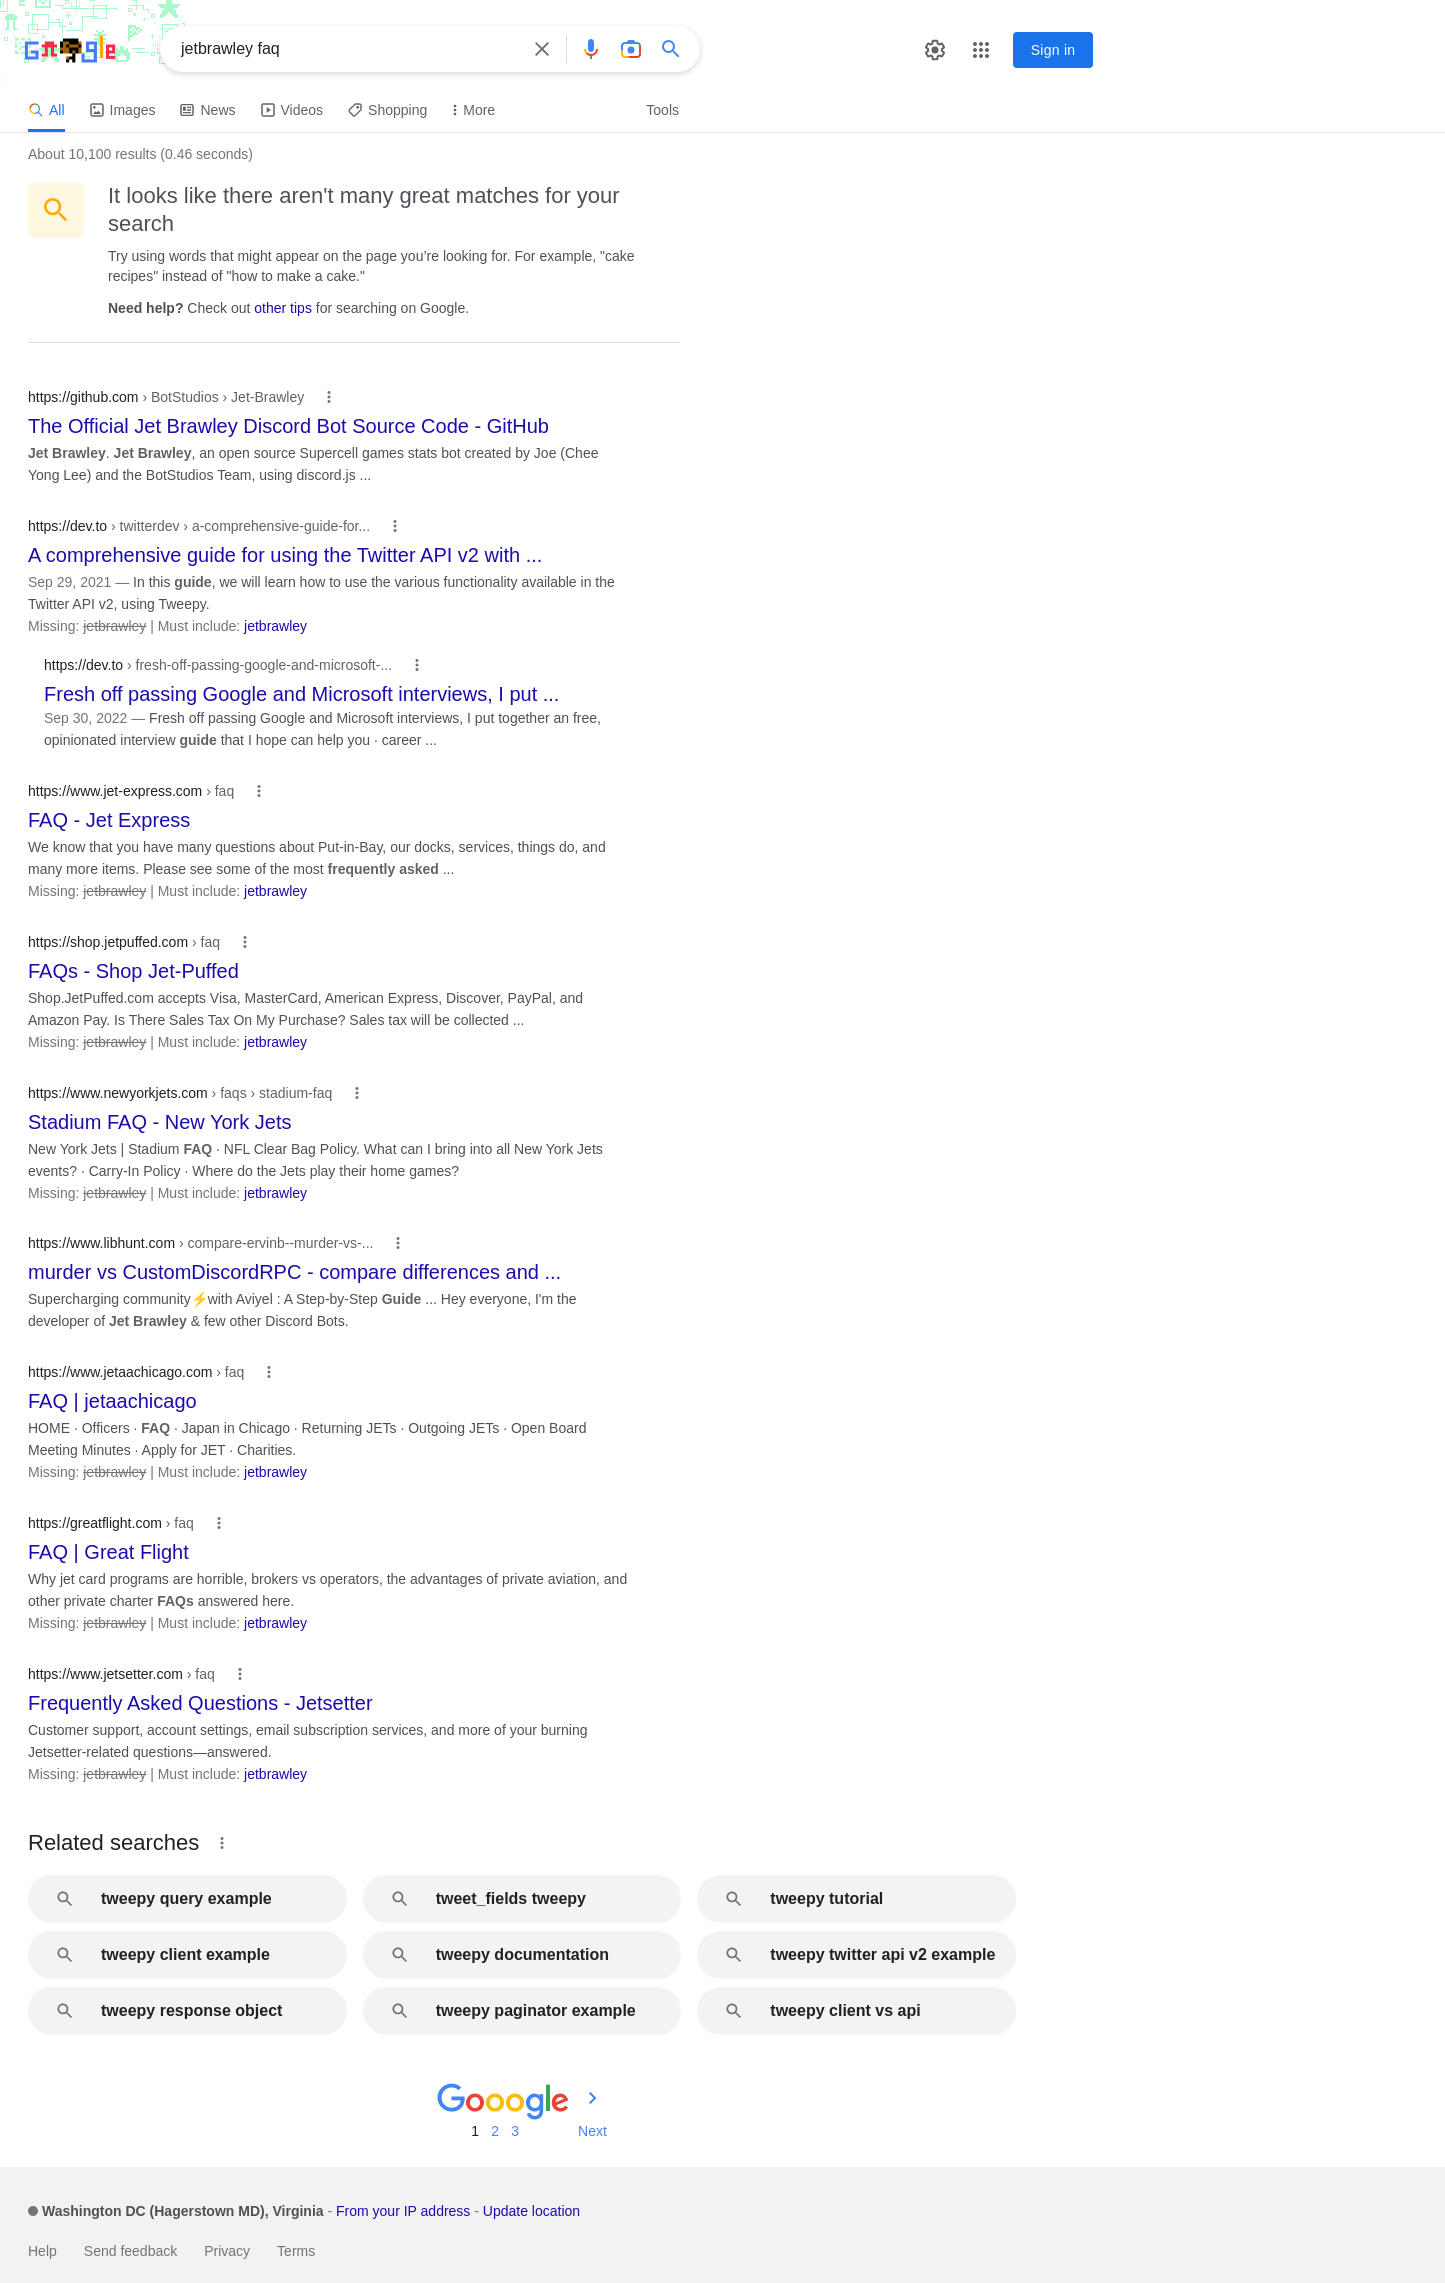 Google
jetbrawley faq
Sign in
All
Images
News
Videos
Shopping
More
Tools
About 10,100 results (0.46 seconds)
It looks like there aren't many great matches for your
search
Try using words that might appear on the page you’re looking for. For example, "cake
recipes" instead of "how to make a cake."
Need help? Check out other tips for searching on Google.
https://github.com › BotStudios › Jet-Brawley
The Official Jet Brawley Discord Bot Source Code - GitHub
Jet Brawley. Jet Brawley, an open source Supercell games stats bot created by Joe (Chee
Yong Lee) and the BotStudios Team, using discord.js ...
https://dev.to › twitterdev › a-comprehensive-guide-for...
A comprehensive guide for using the Twitter API v2 with ...
Sep 29, 2021 — In this guide, we will learn how to use the various functionality available in the
Twitter API v2, using Tweepy.
Missing: jetbrawley | Must include: jetbrawley
https://dev.to › fresh-off-passing-google-and-microsoft-...
Fresh off passing Google and Microsoft interviews, I put ...
Sep 30, 2022 — Fresh off passing Google and Microsoft interviews, I put together an free,
opinionated interview guide that I hope can help you · career ...
https://www.jet-express.com › faq
FAQ - Jet Express
We know that you have many questions about Put-in-Bay, our docks, services, things do, and
many more items. Please see some of the most frequently asked ...
Missing: jetbrawley | Must include: jetbrawley
https://shop.jetpuffed.com › faq
FAQs - Shop Jet-Puffed
Shop.JetPuffed.com accepts Visa, MasterCard, American Express, Discover, PayPal, and
Amazon Pay. Is There Sales Tax On My Purchase? Sales tax will be collected ...
Missing: jetbrawley | Must include: jetbrawley
https://www.newyorkjets.com › faqs › stadium-faq
Stadium FAQ - New York Jets
New York Jets | Stadium FAQ · NFL Clear Bag Policy. What can I bring into all New York Jets
events? · Carry-In Policy · Where do the Jets play their home games?
Missing: jetbrawley | Must include: jetbrawley
https://www.libhunt.com › compare-ervinb--murder-vs-...
murder vs CustomDiscordRPC - compare differences and ...
Supercharging community⚡with Aviyel : A Step-by-Step Guide ... Hey everyone, I'm the
developer of Jet Brawley & few other Discord Bots.
https://www.jetaachicago.com › faq
FAQ | jetaachicago
HOME · Officers · FAQ · Japan in Chicago · Returning JETs · Outgoing JETs · Open Board
Meeting Minutes · Apply for JET · Charities.
Missing: jetbrawley | Must include: jetbrawley
https://greatflight.com › faq
FAQ | Great Flight
Why jet card programs are horrible, brokers vs operators, the advantages of private aviation, and
other private charter FAQs answered here.
Missing: jetbrawley | Must include: jetbrawley
https://www.jetsetter.com › faq
Frequently Asked Questions - Jetsetter
Customer support, account settings, email subscription services, and more of your burning
Jetsetter-related questions—answered.
Missing: jetbrawley | Must include: jetbrawley
Related searches
tweepy query example
tweet_fields tweepy
tweepy tutorial
tweepy client example
tweepy documentation
tweepy twitter api v2 example
tweepy response object
tweepy paginator example
tweepy client vs api
Gooogle
1 2 3 Next
Washington DC (Hagerstown MD), Virginia - From your IP address - Update location
Help Send feedback Privacy Terms